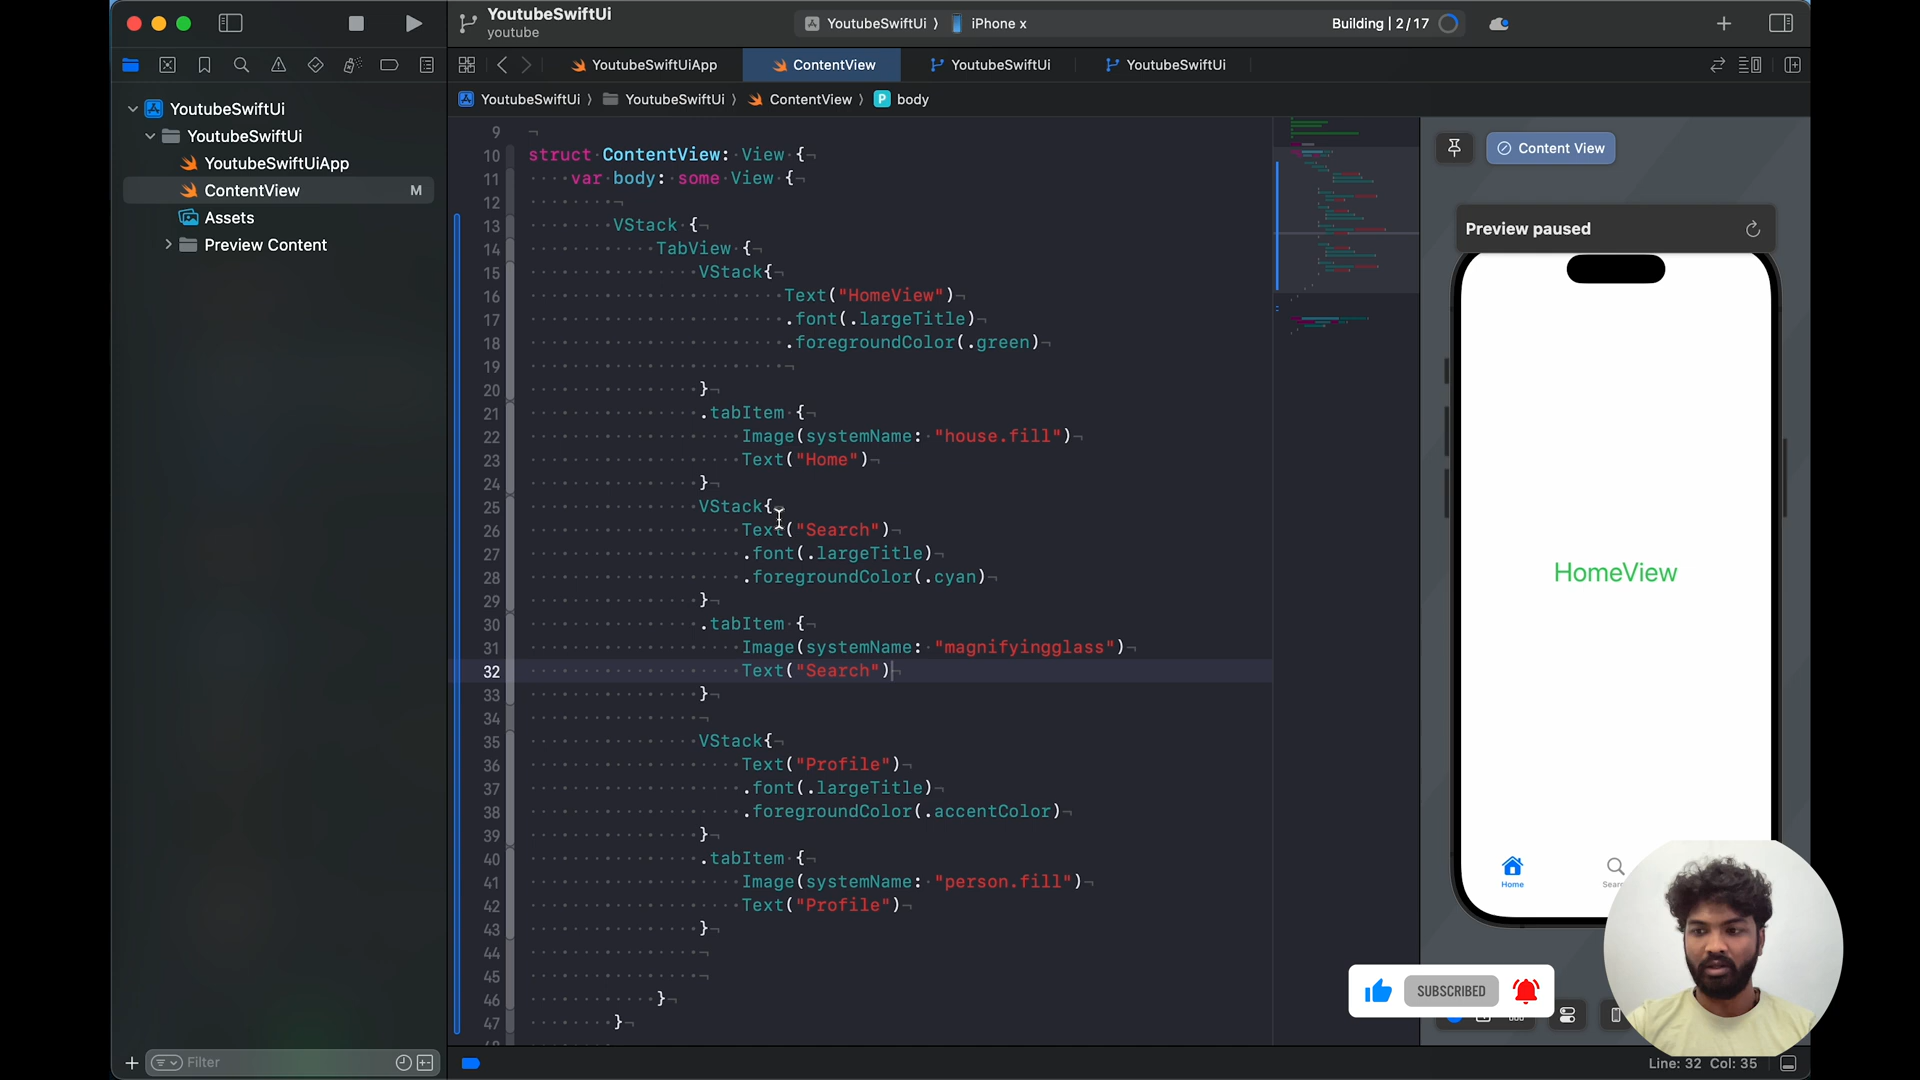 YoutubeSwiftUi
youtube
YoutubeSwiftUi ⟩ iPhone x
Building | 2/17
YoutubeSwiftUiApp
ContentView
YoutubeSwiftUi
YoutubeSwiftUi
YoutubeSwiftUi ⟩ YoutubeSwiftUi ⟩ ContentView ⟩ P body
YoutubeSwiftUi
YoutubeSwiftUi
YoutubeSwiftUiApp
ContentView M
Assets
Preview Content
9
10 struct ContentView: View {
11 var body: some View {
12
13 VStack {
14 TabView {
15 VStack{
16 Text("HomeView")
17 .font(.largeTitle)
18 .foregroundColor(.green)
19
20 }
21 .tabItem {
22 Image(systemName: "house.fill")
23 Text("Home")
24 }
25 VStack{
26 Text("Search")
27 .font(.largeTitle)
28 .foregroundColor(.cyan)
29 }
30 .tabItem {
31 Image(systemName: "magnifyingglass")
32 Text("Search")
33 }
34
35 VStack{
36 Text("Profile")
37 .font(.largeTitle)
38 .foregroundColor(.accentColor)
39 }
40 .tabItem {
41 Image(systemName: "person.fill")
42 Text("Profile")
43 }
44
45
46 }
47 }
Content View
Preview paused
HomeView
Home
SUBSCRIBED
Filter
Line: 32 Col: 35